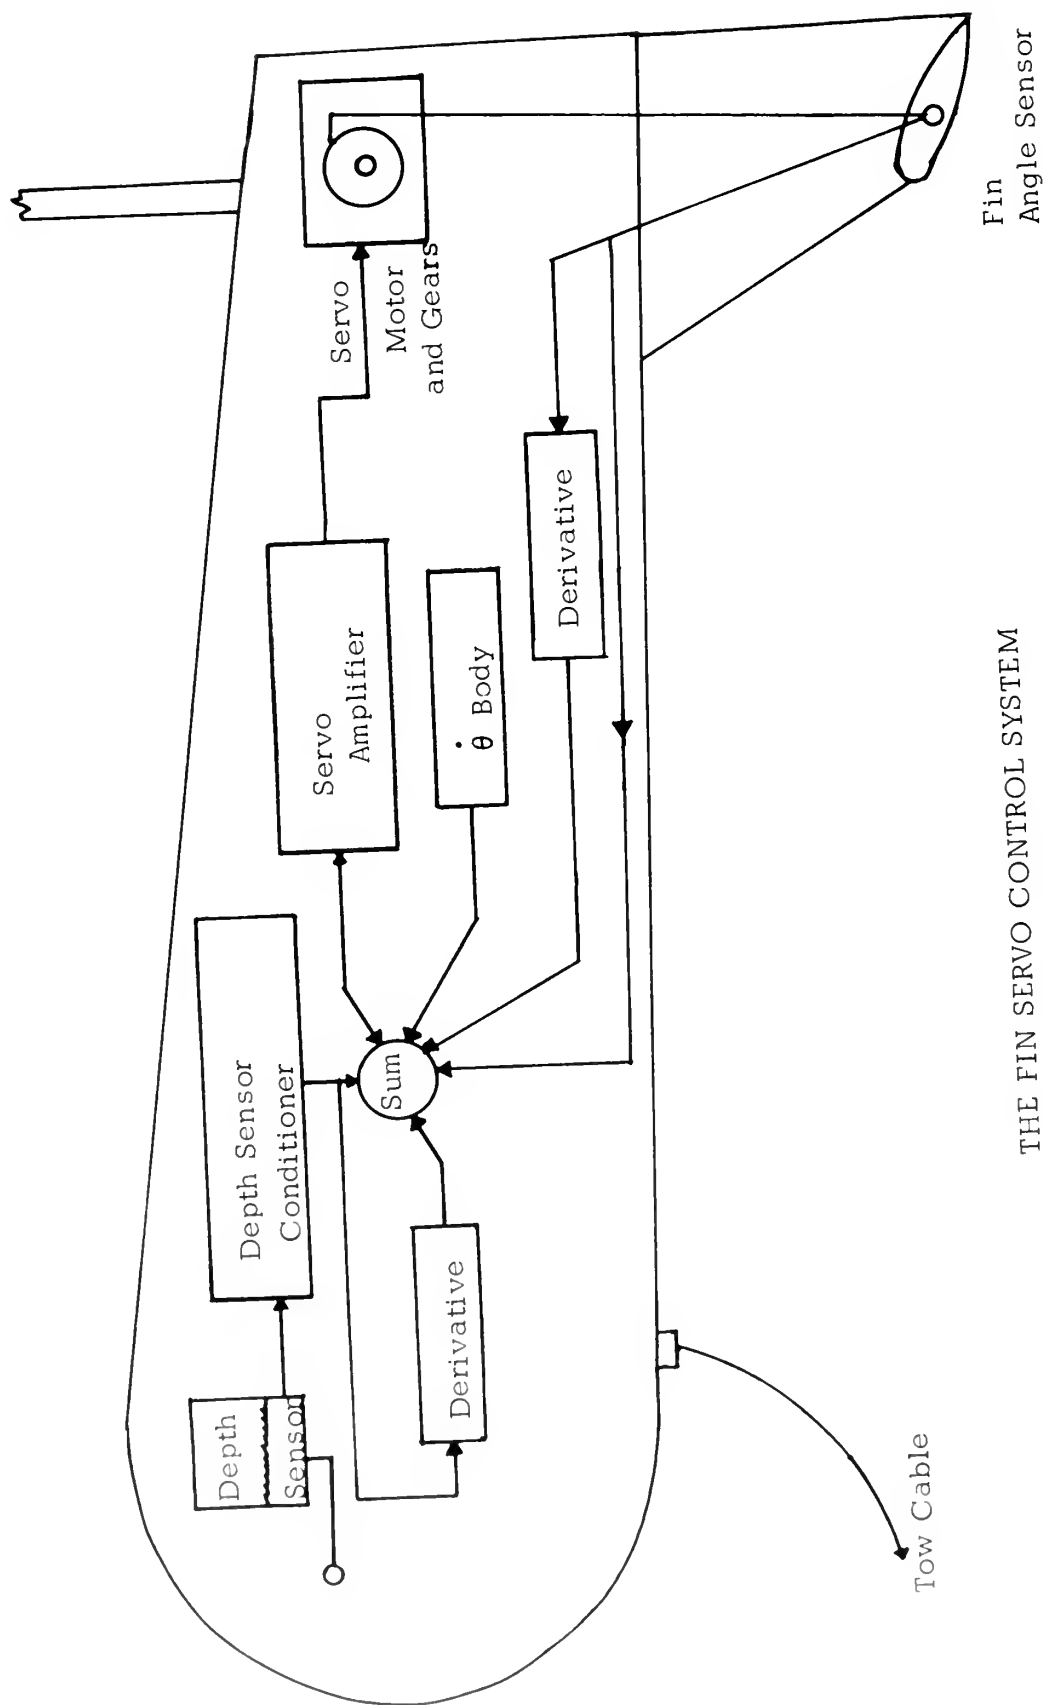 Depth
Sensor
Depth Sensor
Conditioner
Derivative
Sum
Servo
Amplifier
θ̇ Body
Derivative
Servo
Motor
and Gears
Fin
Angle Sensor
Tow Cable
THE FIN SERVO CONTROL SYSTEM